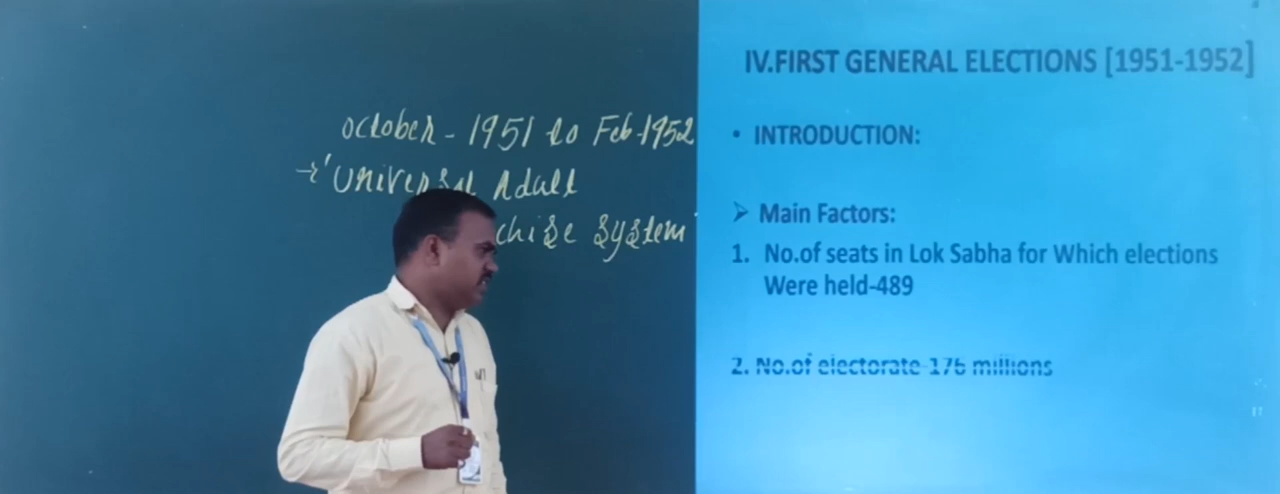 October - 1951 to Feb-1952
→'Universal Adult
chise System'
IV.FIRST GENERAL ELECTIONS [1951-1952]
• INTRODUCTION:
➢ Main Factors:
1. No.of seats in Lok Sabha for Which elections
Were held-489
2. No.of electorate-176 millions